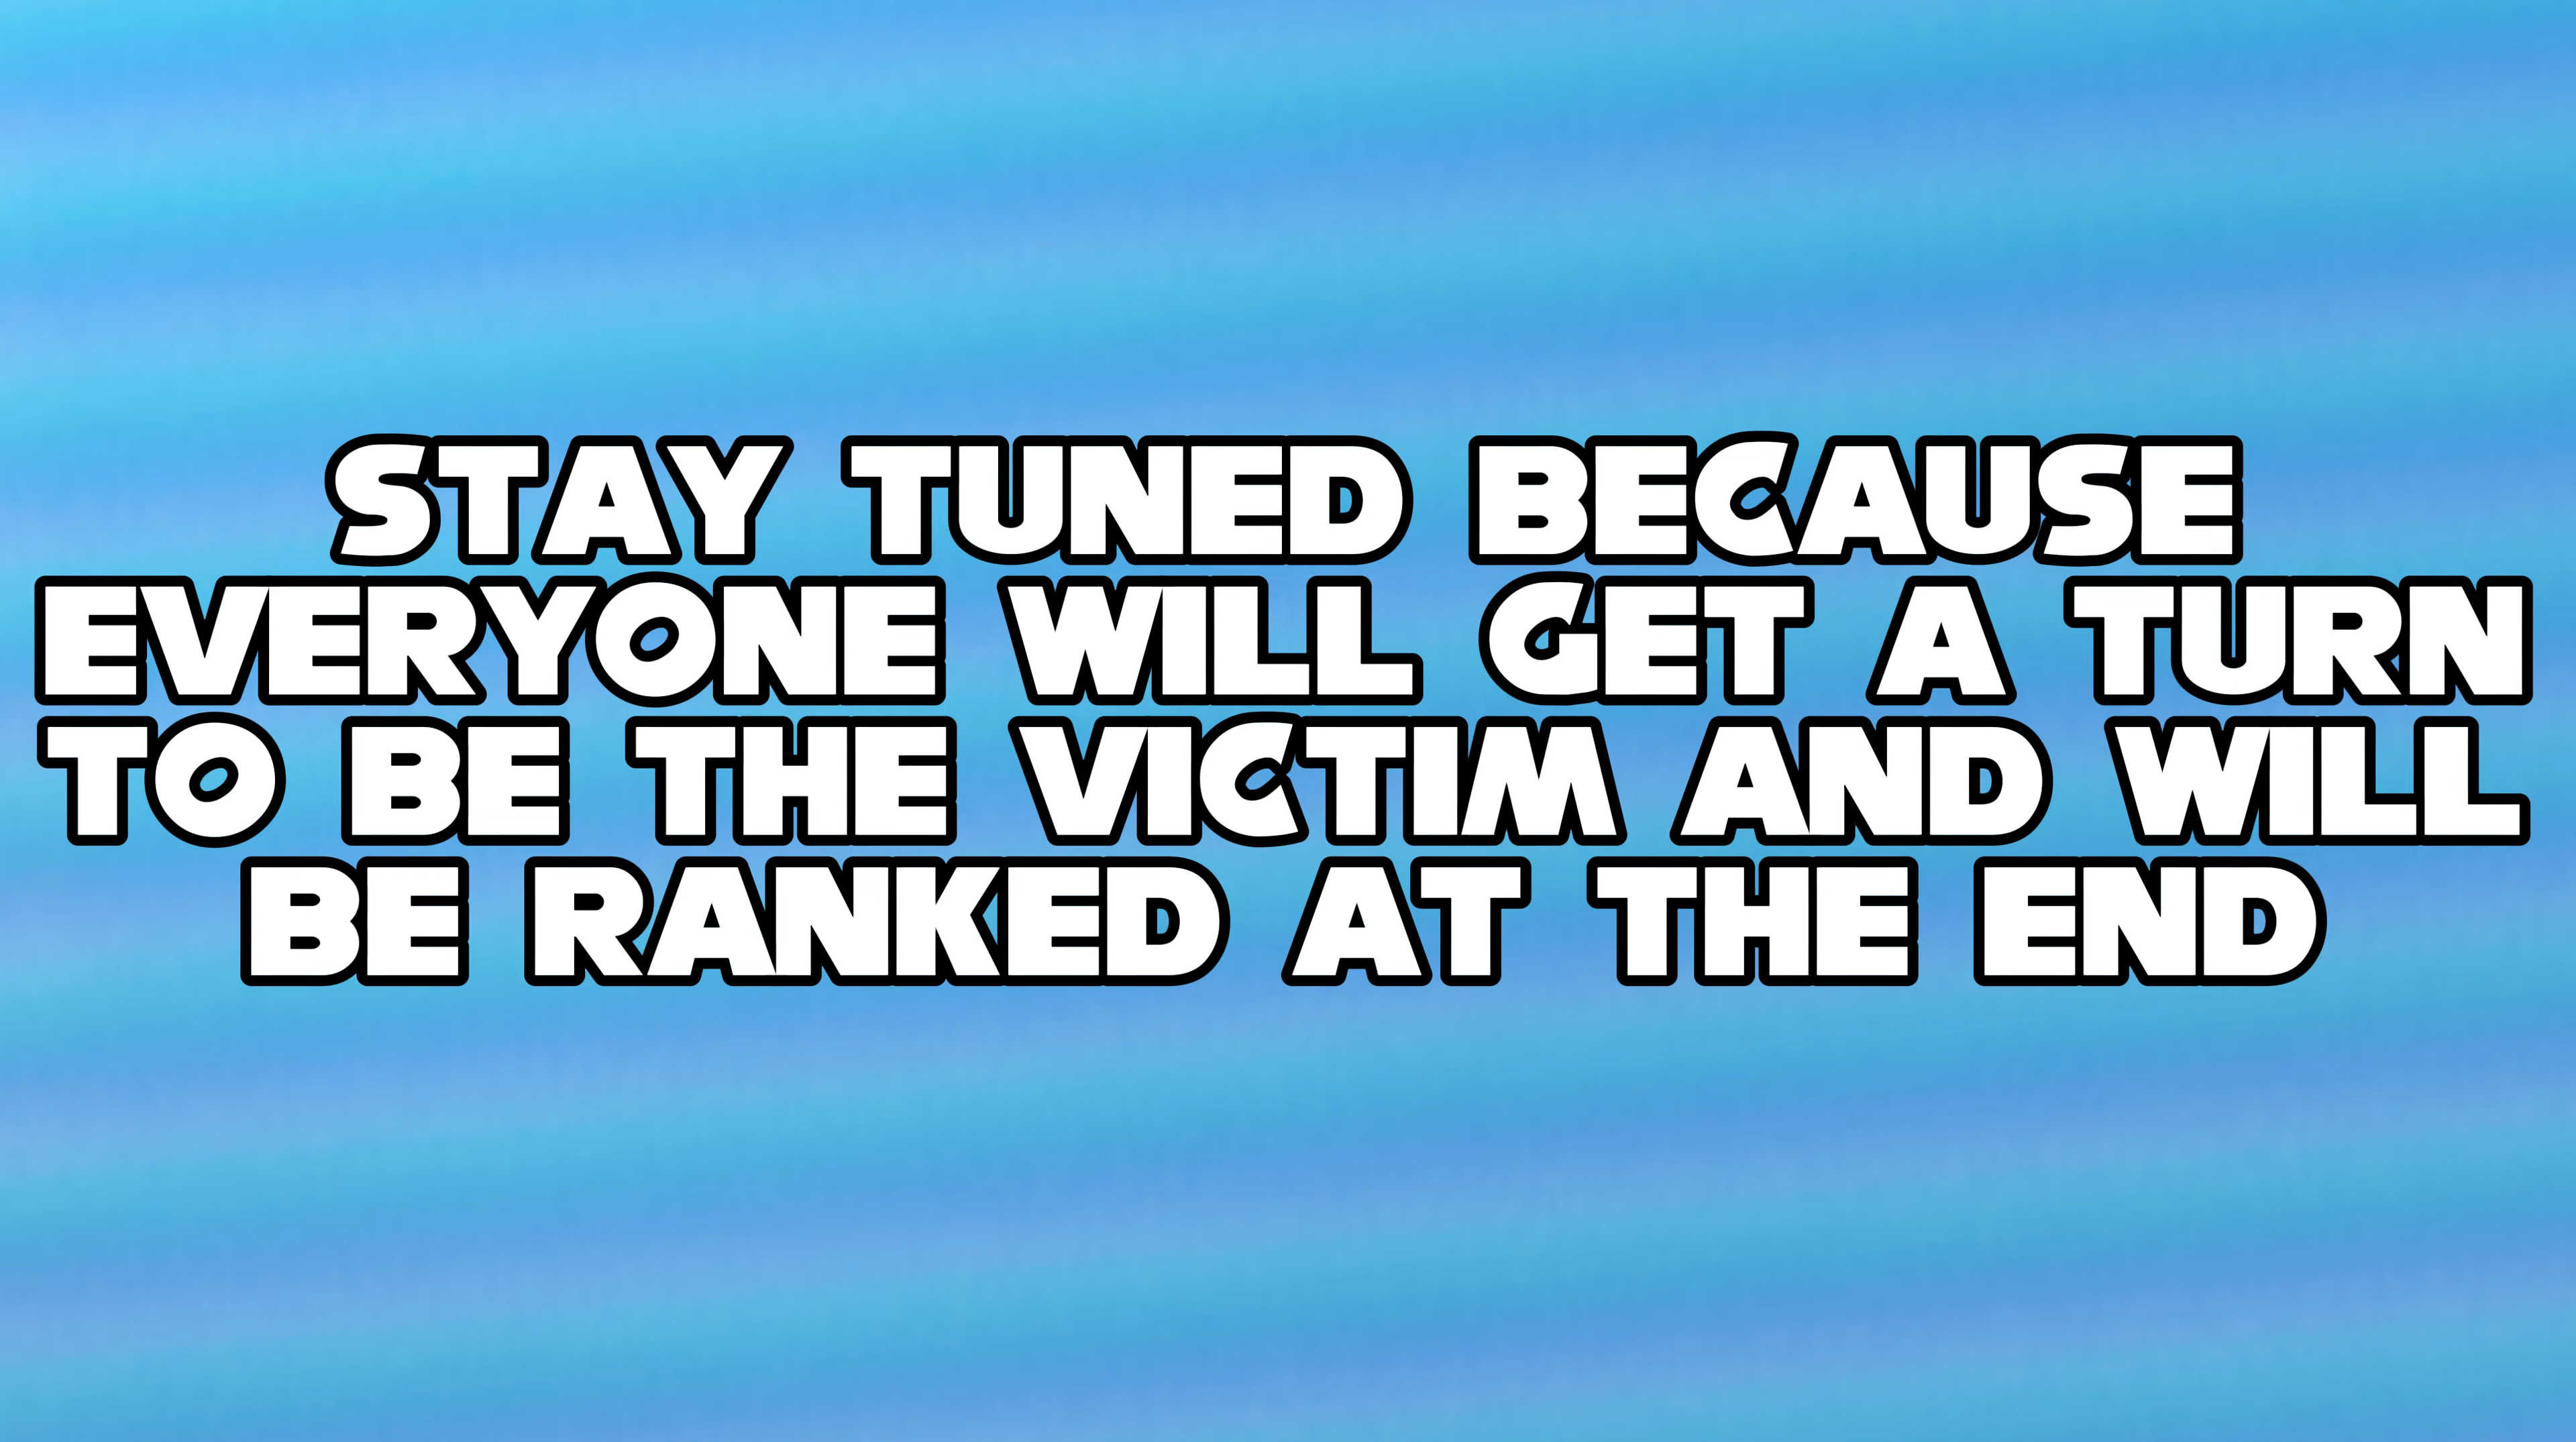 STAY TUNED BECAUSE
EVERYONE WILL GET A TURN
TO BE THE VICTIM AND WILL
BE RANKED AT THE END